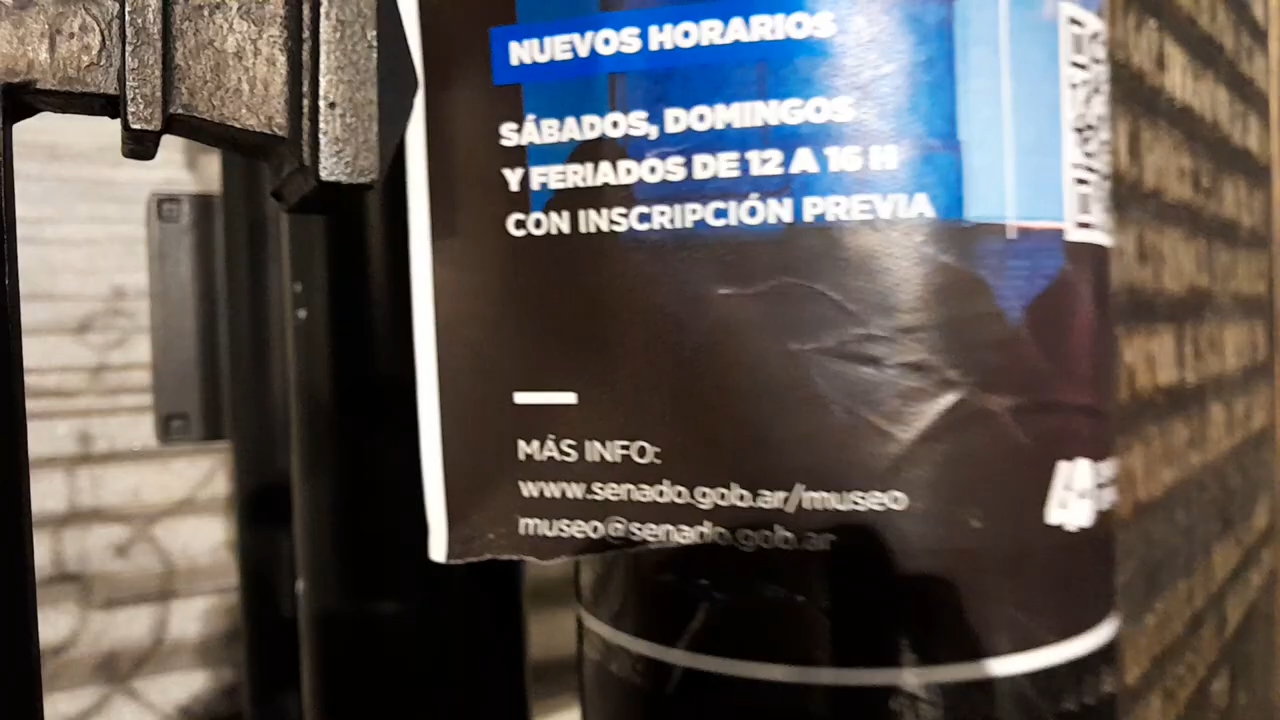 NUEVOS HORARIOS
SÁBADOS, DOMINGOS
Y FERIADOS DE 12 A 16 H
CON INSCRIPCIÓN PREVIA
MÁS INFO:
www.senado.gob.ar/museo
museo@senado.gob.ar